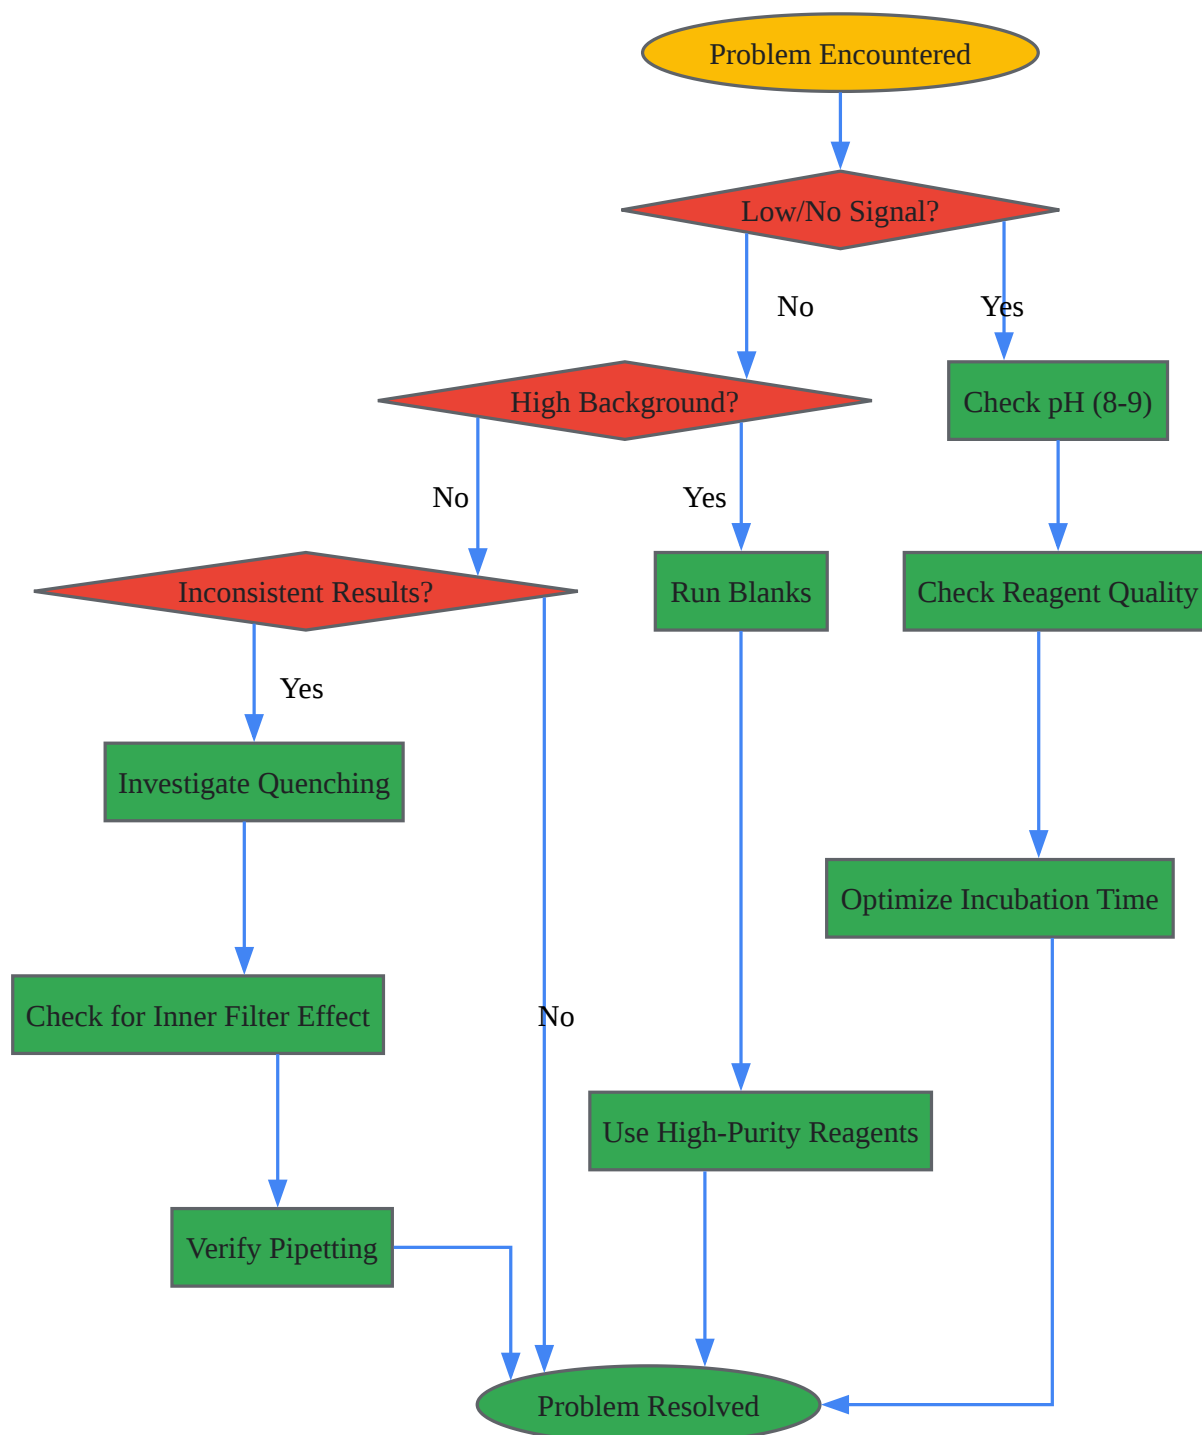 Problem Encountered
Low/No Signal?
No
Yes
High Background?
Check pH (8-9)
No
Yes
Inconsistent Results?
Run Blanks
Check Reagent Quality
Yes
Investigate Quenching
Optimize Incubation Time
Check for Inner Filter Effect
No
Use High-Purity Reagents
Verify Pipetting
Problem Resolved